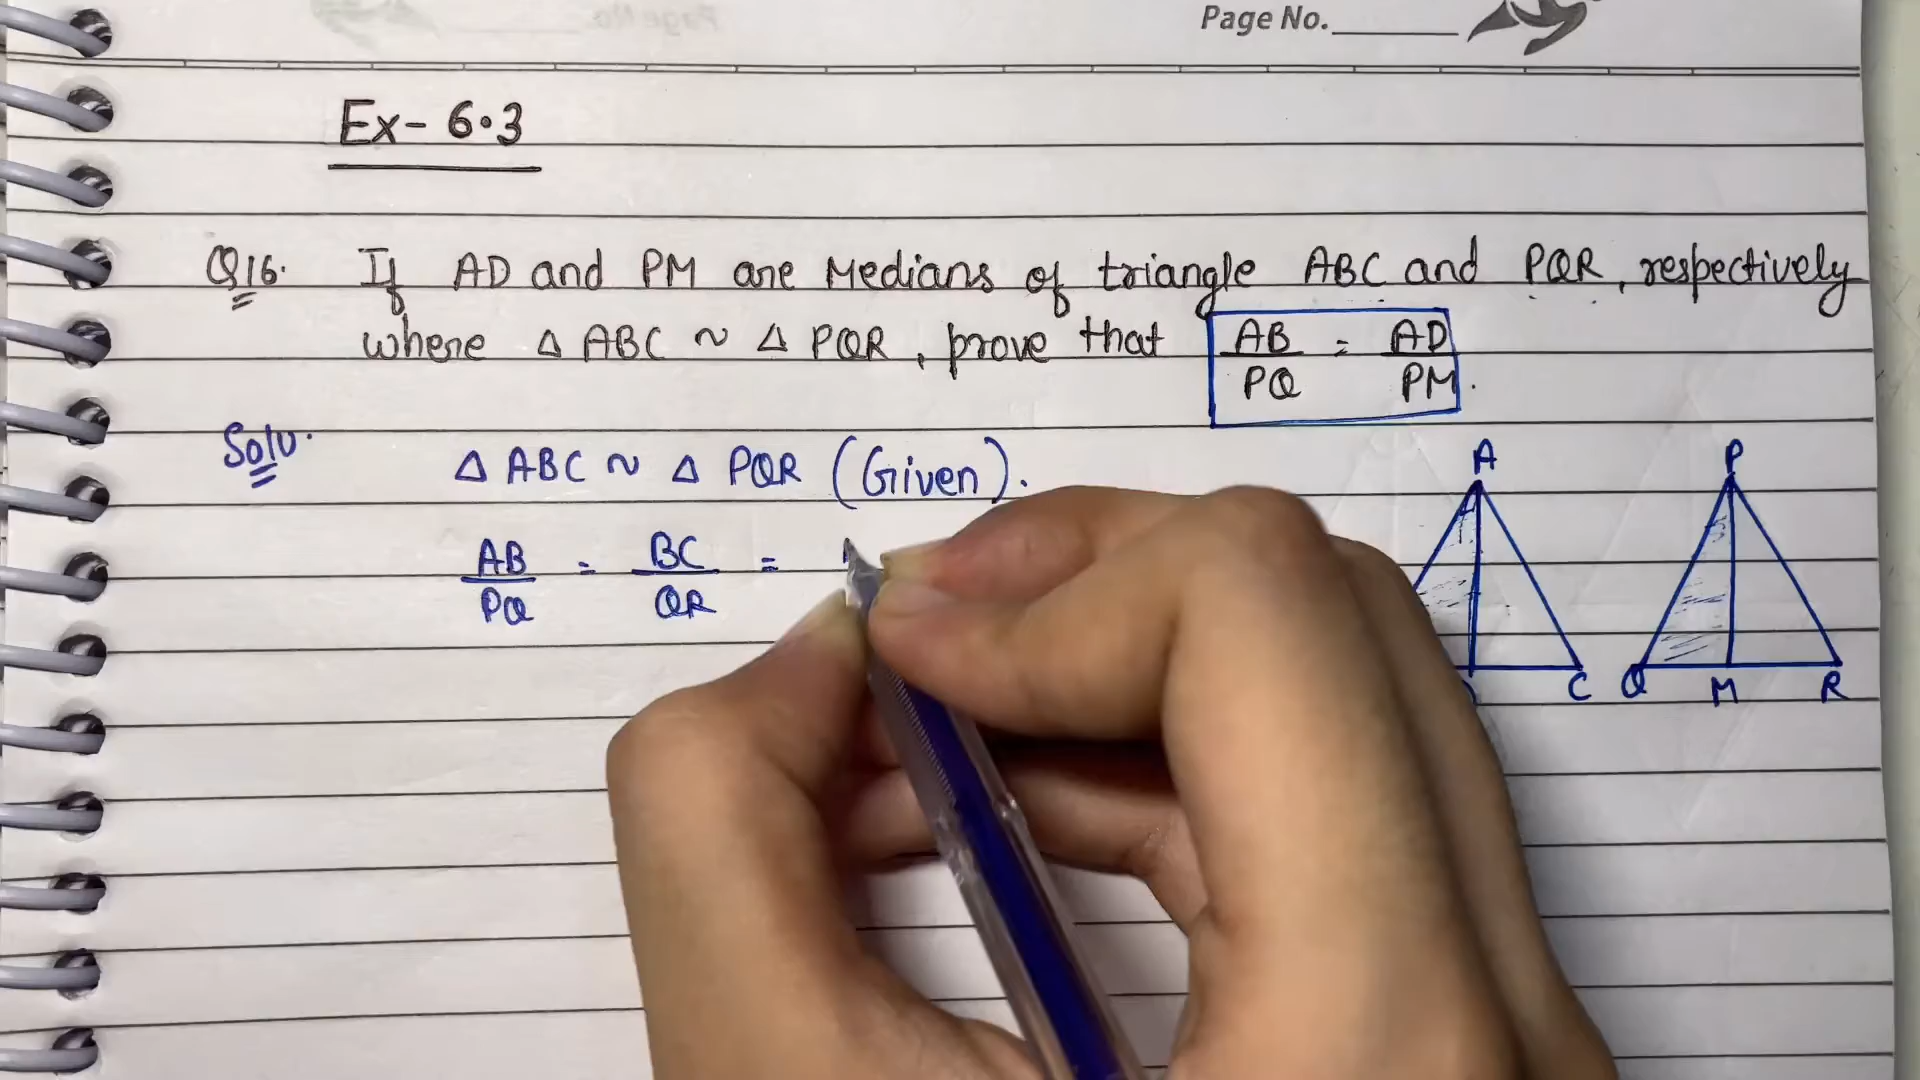 Page No.
Ex- 6.3
Q16. If AD and PM are Medians of triangle ABC and PQR, respectively
where △ ABC ~ △ PQR, prove that AB = AD
PQ PM.
Solu. △ ABC ~ △ PQR (Given).
A P
AB = BC =
PQ QR
C Q M R